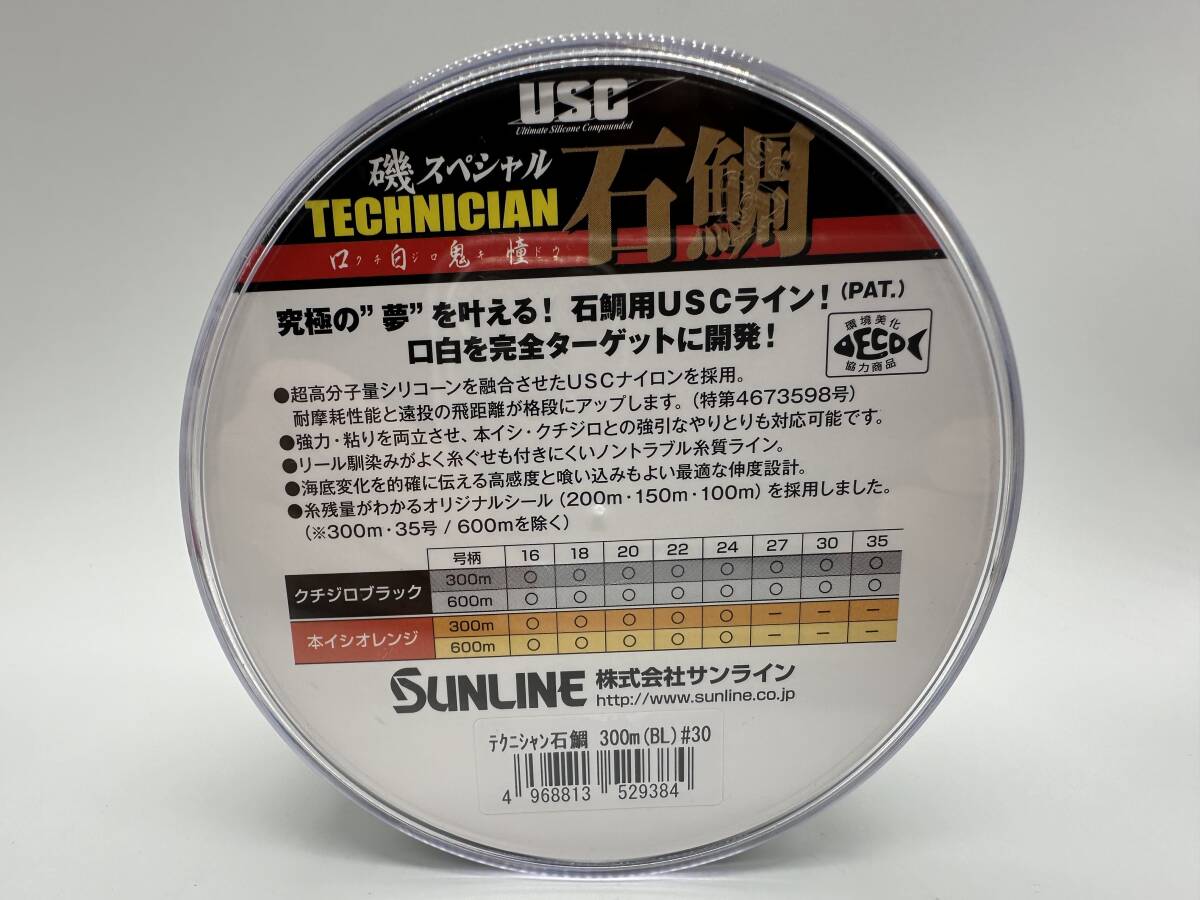 USC
Ultimate Silicone Compounded
磯スペシャル
TECHNICIAN
石鯛
口クチ白ジロ鬼キ憧ドウ
究極の”夢”を叶える！石鯛用USCライン！(PAT.)
口白を完全ターゲットに開発！
環境美化
ECO
協力商品
●超高分子量シリコーンを融合させたUSCナイロンを採用。
耐摩耗性能と遠投の飛距離が格段にアップします。(特第4673598号)
●強力・粘りを両立させ、本イシ・クチジロとの強引なやりとりも対応可能です。
●リール馴染みがよく糸ぐせも付きにくいノントラブル糸質ライン。
●海底変化を的確に伝える高感度と喰い込みもよい最適な伸度設計。
●糸残量がわかるオリジナルシール(200m・150m・100m)を採用しました。
(※300m・35号 / 600mを除く)
号柄 16 18 20 22 24 27 30 35
クチジロブラック
300m ○ ○ ○ ○ ○ ○ ○ ○
600m ○ ○ ○ ○ ○ ○ ○ ○
本イシオレンジ
300m ○ ○ ○ ○ ○ － － －
600m ○ ○ ○ ○ ○ － － －
SUNLINE 株式会社サンライン
http://www.sunline.co.jp
ﾃｸﾆｼｬﾝ石鯛 300m(BL)#30
4 968813 529384